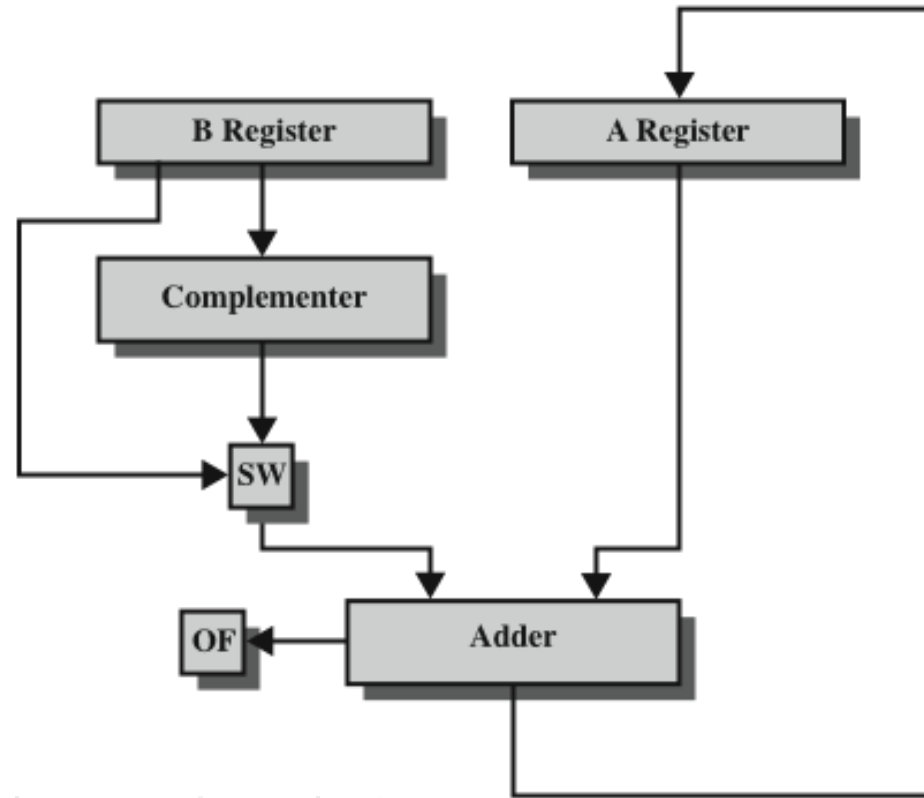 B Register
A Register
Complementer
SW
OF
Adder